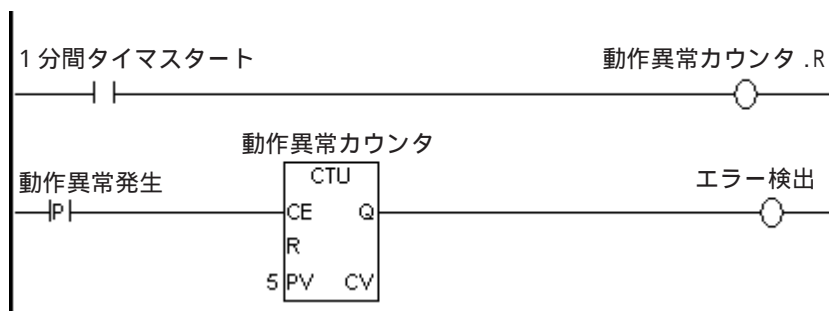 1分間タイマスタート
動作異常カウンタ .R
動作異常カウンタ
動作異常発生
P
CTU
CE Q
R
5 PV CV
エラー検出